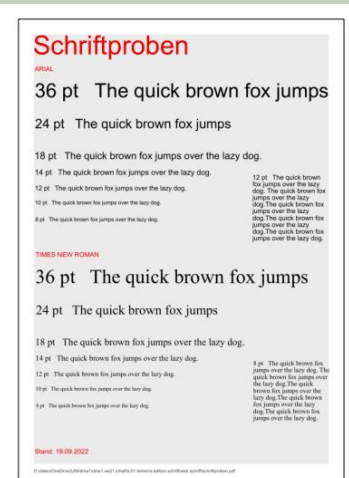 Schriftproben
ARIAL
36 pt The quick brown fox jumps
24 pt The quick brown fox jumps
18 pt The quick brown fox jumps over the lazy dog.
14 pt The quick brown fox jumps over the lazy dog.
12 pt The quick brown fox jumps over the lazy dog.
10 pt The quick brown fox jumps over the lazy dog.
8 pt The quick brown fox jumps over the lazy dog.
12 pt The quick brown
fox jumps over the lazy
dog. The quick brown
fox jumps over the lazy
dog.The quick brown fox
jumps over the lazy
dog.The quick brown fox
jumps over the lazy
dog.The quick brown fox
jumps over the lazy dog.
TIMES NEW ROMAN
36 pt The quick brown fox jumps
24 pt The quick brown fox jumps
18 pt The quick brown fox jumps over the lazy dog.
14 pt The quick brown fox jumps over the lazy dog.
12 pt The quick brown fox jumps over the lazy dog.
10 pt The quick brown fox jumps over the lazy dog.
8 pt The quick brown fox jumps over the lazy dog.
8 pt The quick brown fox
jumps over the lazy dog. The
quick brown fox jumps over
the lazy dog.The quick
brown fox jumps over the
lazy dog.The quick brown
fox jumps over the lazy
dog.The quick brown fox
jumps over the lazy dog.
Stand: 19.09.2022